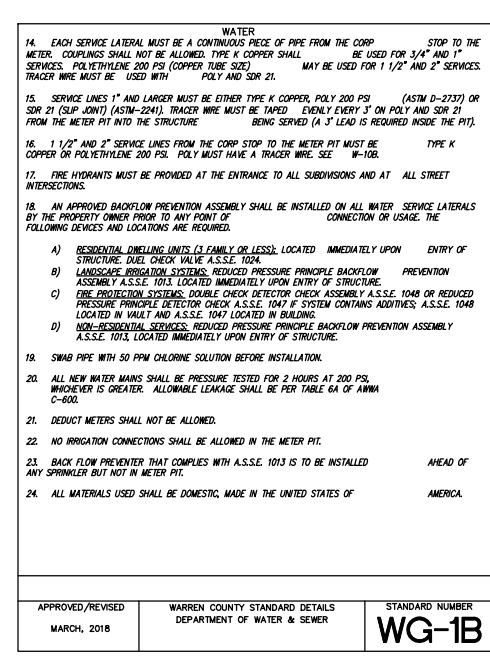 WATER
14. EACH SERVICE LATERAL MUST BE A CONTINUOUS PIECE OF PIPE FROM THE CORP STOP TO THE
METER. COUPLINGS SHALL NOT BE ALLOWED. TYPE K COPPER SHALL BE USED FOR 3/4" AND 1"
SERVICES. POLYETHYLENE 200 PSI (COPPER TUBE SIZE) MAY BE USED FOR 1 1/2" AND 2" SERVICES.
TRACER WIRE MUST BE USED WITH POLY AND SDR 21.
15. SERVICE LINES 1" AND LARGER MUST BE EITHER TYPE K COPPER, POLY 200 PSI (ASTM D-2737) OR
SDR 21 (SLIP JOINT) (ASTM-2241). TRACER WIRE MUST BE TAPED EVENLY EVERY 3' ON POLY AND SDR 21
FROM THE METER PIT INTO THE STRUCTURE BEING SERVED (A 3' LEAD IS REQUIRED INSIDE THE PIT).
16. 1 1/2" AND 2" SERVICE LINES FROM THE CORP STOP TO THE METER PIT MUST BE TYPE K
COPPER OR POLYETHYLENE 200 PSI. POLY MUST HAVE A TRACER WIRE. SEE W-10B.
17. FIRE HYDRANTS MUST BE PROVIDED AT THE ENTRANCE TO ALL SUBDIVISIONS AND AT ALL STREET
INTERSECTIONS.
18. AN APPROVED BACKFLOW PREVENTION ASSEMBLY SHALL BE INSTALLED ON ALL WATER SERVICE LATERALS
BY THE PROPERTY OWNER PRIOR TO ANY POINT OF CONNECTION OR USAGE. THE
FOLLOWING DEVICES AND LOCATIONS ARE REQUIRED.
A) RESIDENTIAL DWELLING UNITS (3 FAMILY OR LESS); LOCATED IMMEDIATELY UPON ENTRY OF
STRUCTURE. DUEL CHECK VALVE A.S.S.E. 1024.
B) LANDSCAPE IRRIGATION SYSTEMS; REDUCED PRESSURE PRINCIPLE BACKFLOW PREVENTION
ASSEMBLY A.S.S.E. 1013. LOCATED IMMEDIATELY UPON ENTRY OF STRUCTURE.
C) FIRE PROTECTION SYSTEMS; DOUBLE CHECK DETECTOR CHECK ASSEMBLY A.S.S.E. 1048 OR REDUCED
PRESSURE PRINCIPLE DETECTOR CHECK A.S.S.E. 1047 IF SYSTEM CONTAINS ADDITIVES; A.S.S.E. 1048
LOCATED IN VAULT AND A.S.S.E. 1047 LOCATED IN BUILDING.
D) NON-RESIDENTIAL SERVICES; REDUCED PRESSURE PRINCIPLE BACKFLOW PREVENTION ASSEMBLY
A.S.S.E. 1013, LOCATED IMMEDIATELY UPON ENTRY OF STRUCTURE.
19. SWAB PIPE WITH 50 PPM CHLORINE SOLUTION BEFORE INSTALLATION.
20. ALL NEW WATER MAINS SHALL BE PRESSURE TESTED FOR 2 HOURS AT 200 PSI,
WHICHEVER IS GREATER. ALLOWABLE LEAKAGE SHALL BE PER TABLE 6A OF AWWA
C-600.
21. DEDUCT METERS SHALL NOT BE ALLOWED.
22. NO IRRIGATION CONNECTIONS SHALL BE ALLOWED IN THE METER PIT.
23. BACK FLOW PREVENTER THAT COMPLIES WITH A.S.S.E. 1013 IS TO BE INSTALLED AHEAD OF
ANY SPRINKLER BUT NOT IN METER PIT.
24. ALL MATERIALS USED SHALL BE DOMESTIC, MADE IN THE UNITED STATES OF AMERICA.
APPROVED/REVISED
MARCH, 2018
WARREN COUNTY STANDARD DETAILS
DEPARTMENT OF WATER & SEWER
STANDARD NUMBER
WG-1B